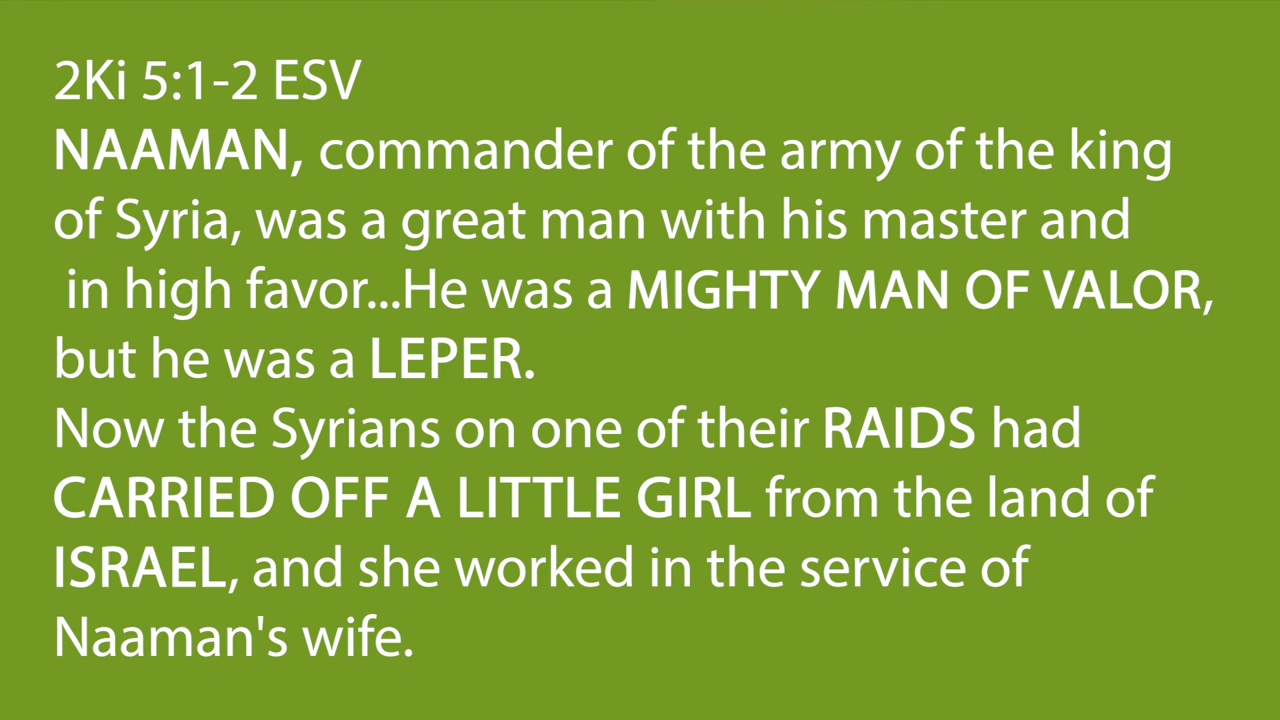 2Ki 5:1-2 ESV
NAAMAN, commander of the army of the king
of Syria, was a great man with his master and
in high favor...He was a MIGHTY MAN OF VALOR,
but he was a LEPER.
Now the Syrians on one of their RAIDS had
CARRIED OFF A LITTLE GIRL from the land of
ISRAEL, and she worked in the service of
Naaman's wife.